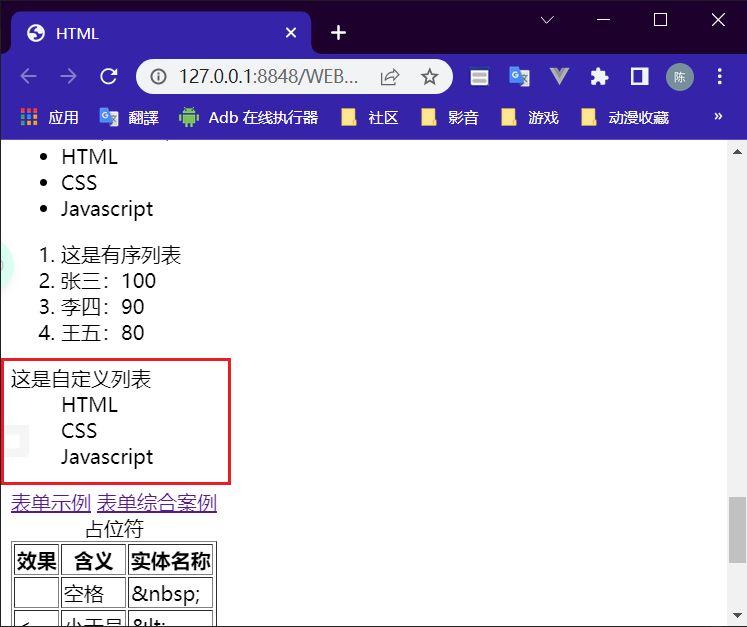 HTML
127.0.0.1:8848/WEB...
陈
应用 翻譯 Adb 在线执行器 社区 影音 游戏 动漫收藏 »
• HTML
• CSS
• Javascript
1. 这是有序列表
2. 张三：100
3. 李四：90
4. 王五：80
这是自定义列表
HTML
CSS
Javascript
表单示例 表单综合案例
占位符
效果 含义 实体名称
空格 &nbsp;
< 小于号 &lt;